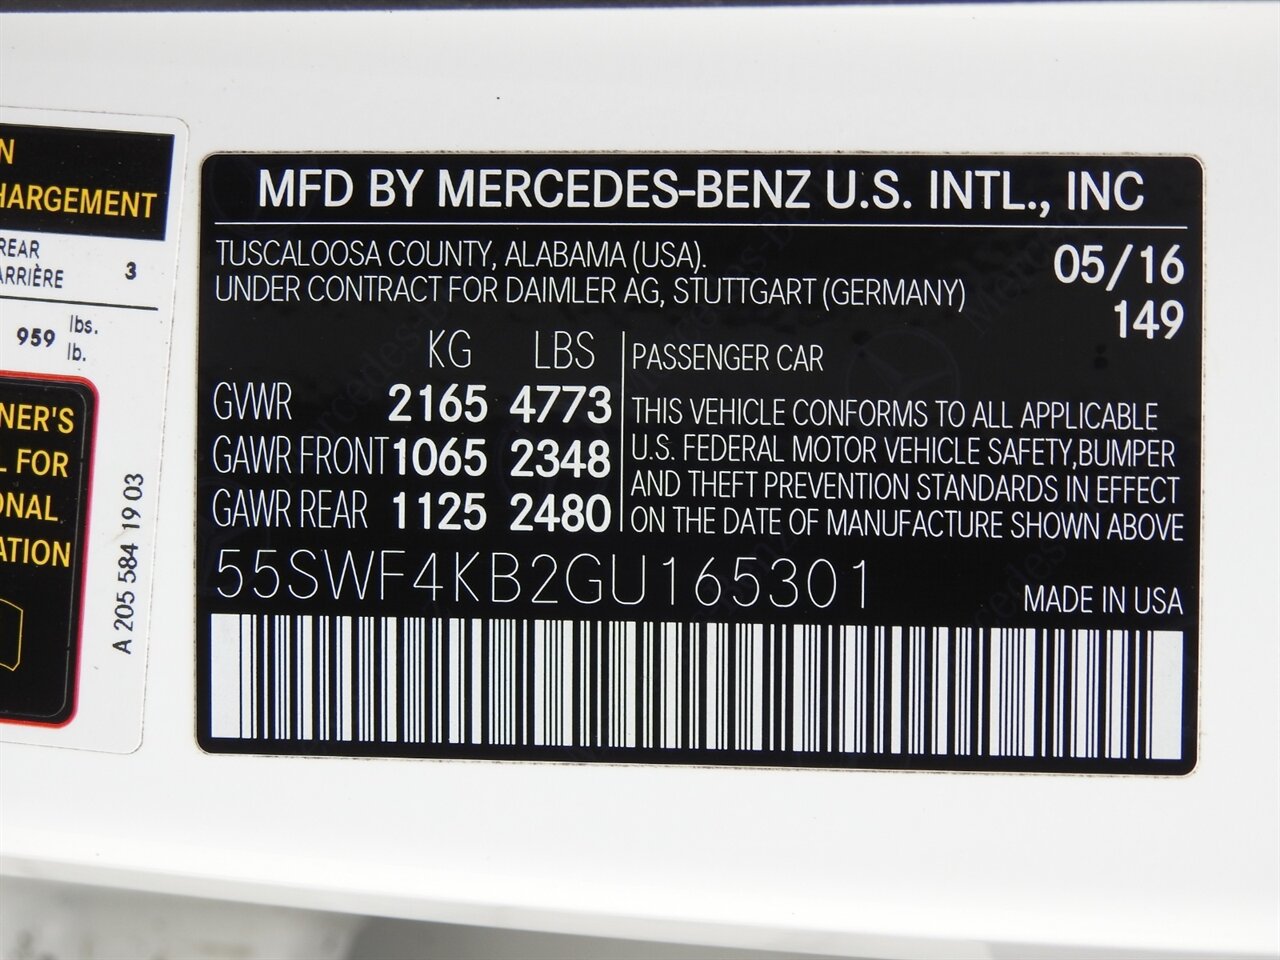 N
HARGEMENT
REAR
ARRIÈRE 3
959 lbs.
lb.
NER'S
L FOR
ONAL
ATION
A 205 584 19 03
MFD BY MERCEDES-BENZ U.S. INTL., INC
TUSCALOOSA COUNTY, ALABAMA (USA). 05/16
UNDER CONTRACT FOR DAIMLER AG, STUTTGART (GERMANY)
149
KG LBS
GVWR 2165 4773
GAWR FRONT 1065 2348
GAWR REAR 1125 2480
PASSENGER CAR
THIS VEHICLE CONFORMS TO ALL APPLICABLE
U.S. FEDERAL MOTOR VEHICLE SAFETY,BUMPER
AND THEFT PREVENTION STANDARDS IN EFFECT
ON THE DATE OF MANUFACTURE SHOWN ABOVE
55SWF4KB2GU165301
MADE IN USA